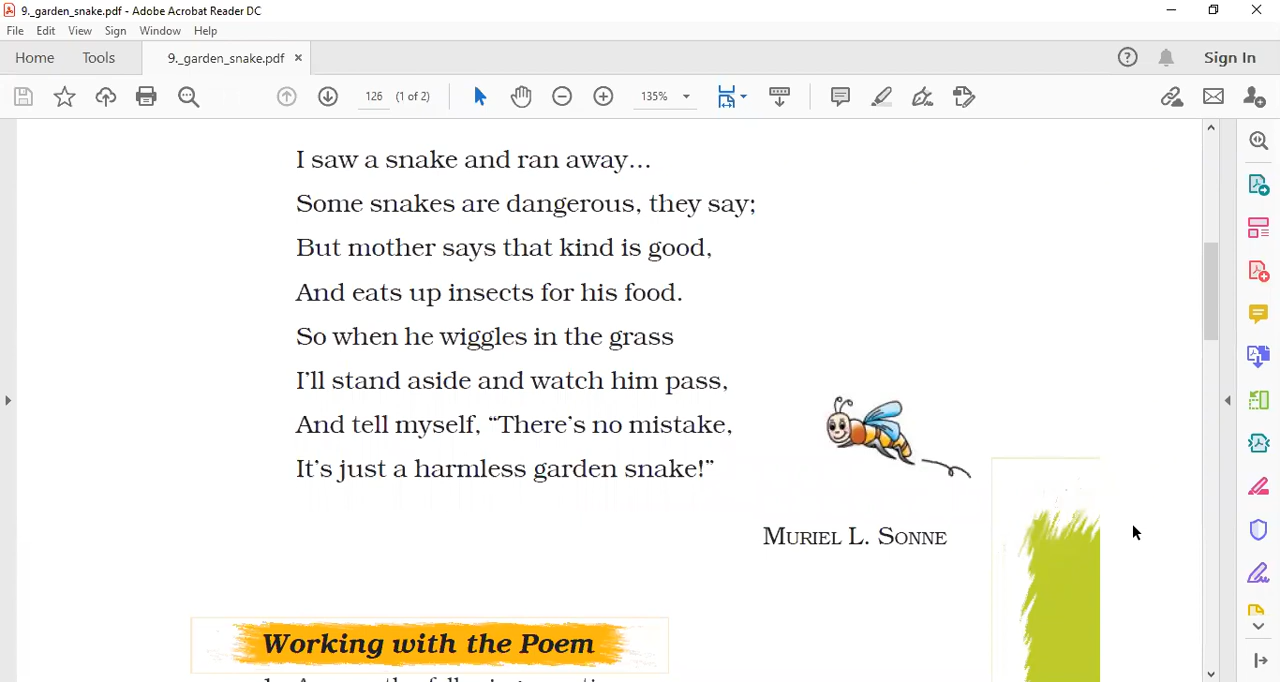 9._garden_snake.pdf - Adobe Acrobat Reader DC
File Edit View Sign Window Help
Home Tools 9._garden_snake.pdf × Sign In
126 (1 of 2) 135%
I saw a snake and ran away…
Some snakes are dangerous, they say;
But mother says that kind is good,
And eats up insects for his food.
So when he wiggles in the grass
I’ll stand aside and watch him pass,
And tell myself, “There’s no mistake,
It’s just a harmless garden snake!”
MURIEL L. SONNE
Working with the Poem